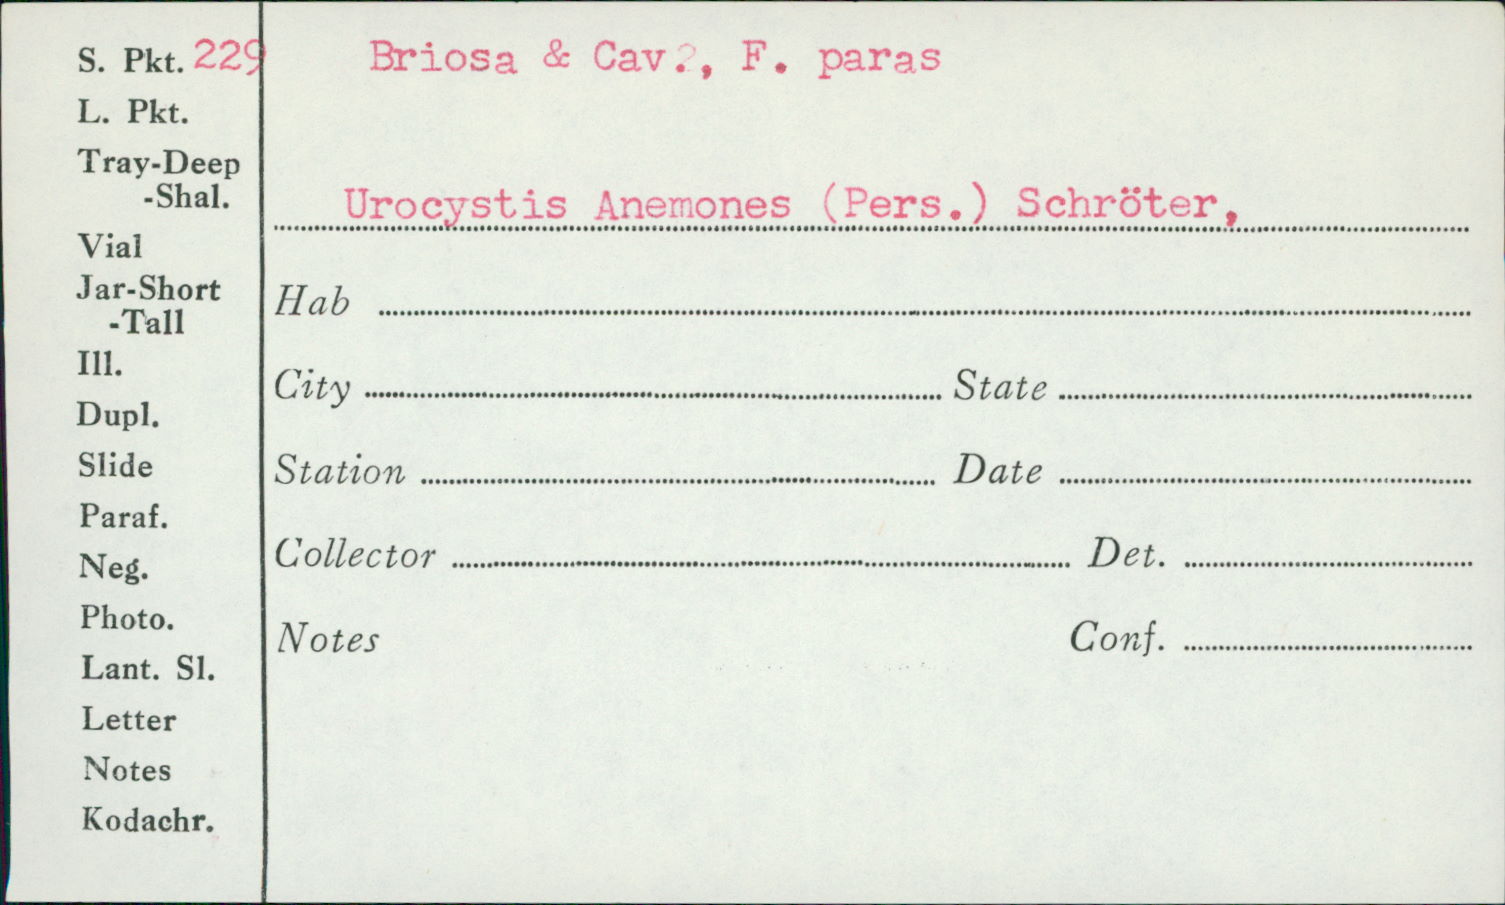 S. Pkt. 229
L. Pkt.
Tray-Deep
-Shal.
Vial
Jar-Short
-Tall
Ill.
Dupl.
Slide
Paraf.
Neg.
Photo.
Lant. Sl.
Letter
Notes
Kodachr.
Briosa & Cav., F. paras
Urocystis Anemones (Pers.) Schröter,
Hab
City State
Station Date
Collector Det.
Notes Conf.